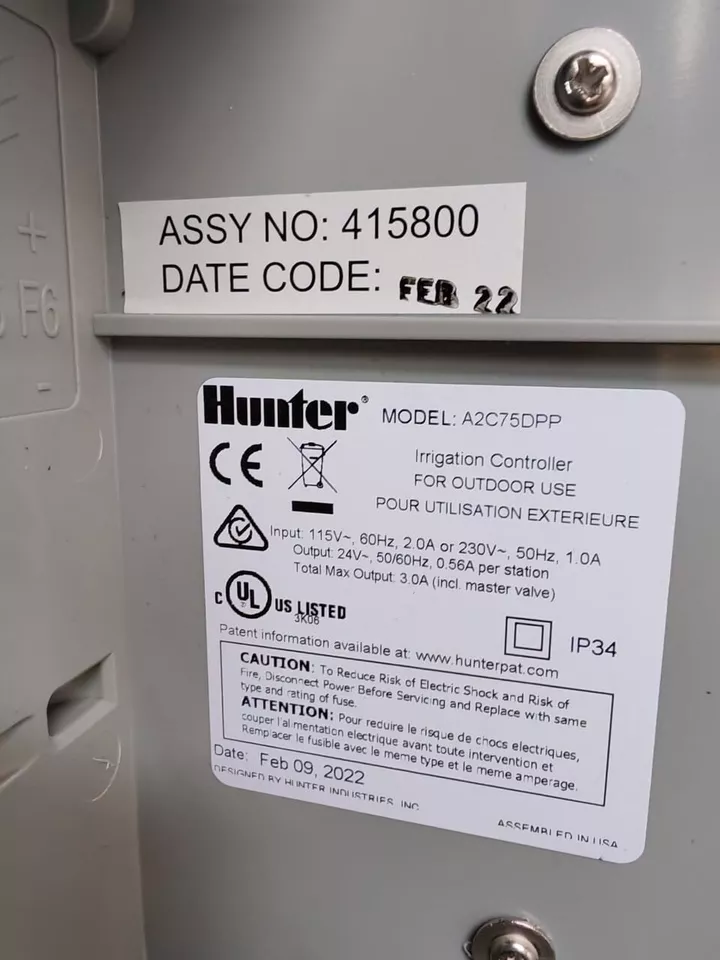 +
F6
-
ASSY NO: 415800
DATE CODE: FEB 22
Hunter® MODEL: A2C75DPP
CE
Irrigation Controller
FOR OUTDOOR USE
POUR UTILISATION EXTERIEURE
Input: 115V~, 60Hz, 2.0A or 230V~, 50Hz, 1.0A
Output: 24V~, 50/60Hz, 0.56A per station
Total Max Output: 3.0A (incl. master valve)
C UL US LISTED
3K06
IP34
Patent information available at: www.hunterpat.com
CAUTION: To Reduce Risk of Electric Shock and Risk of
Fire, Disconnect Power Before Servicing and Replace with same
type and rating of fuse.
ATTENTION: Pour reduire le risque de chocs electriques,
couper l'alimentation electrique avant toute intervention et
Remplacer le fusible avec le meme type et le meme amperage.
Date: Feb 09, 2022
DESIGNED BY HUNTER INDUSTRIES, INC.
ASSEMBLED IN USA